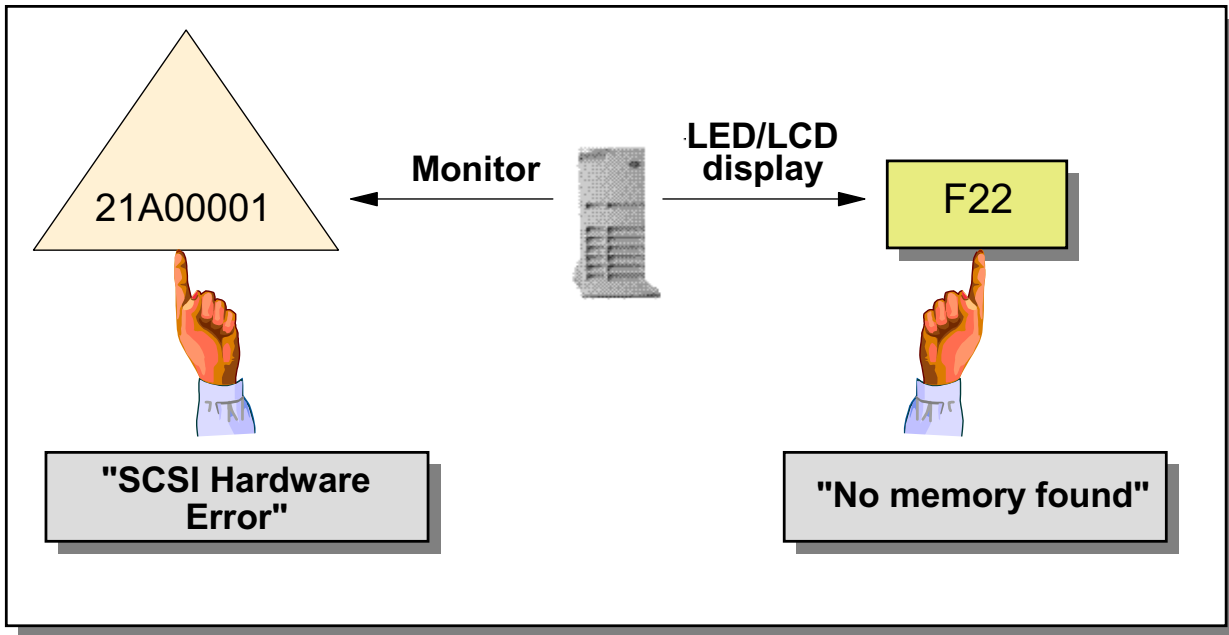 21A00001
Monitor
LED/LCD
display
F22
"SCSI Hardware
Error"
"No memory found"